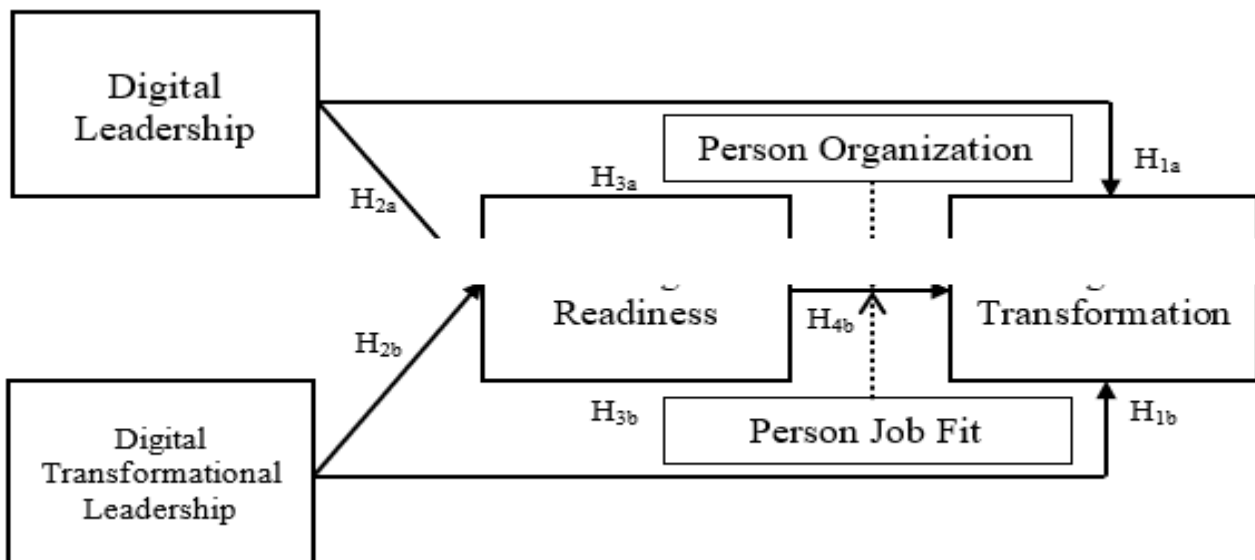 Digital
Leadership
Person Organization
H1a
H3a
H2a
Readiness
H4b
Transformation
H2b
H3b
H1b
Person Job Fit
Digital
Transformational
Leadership